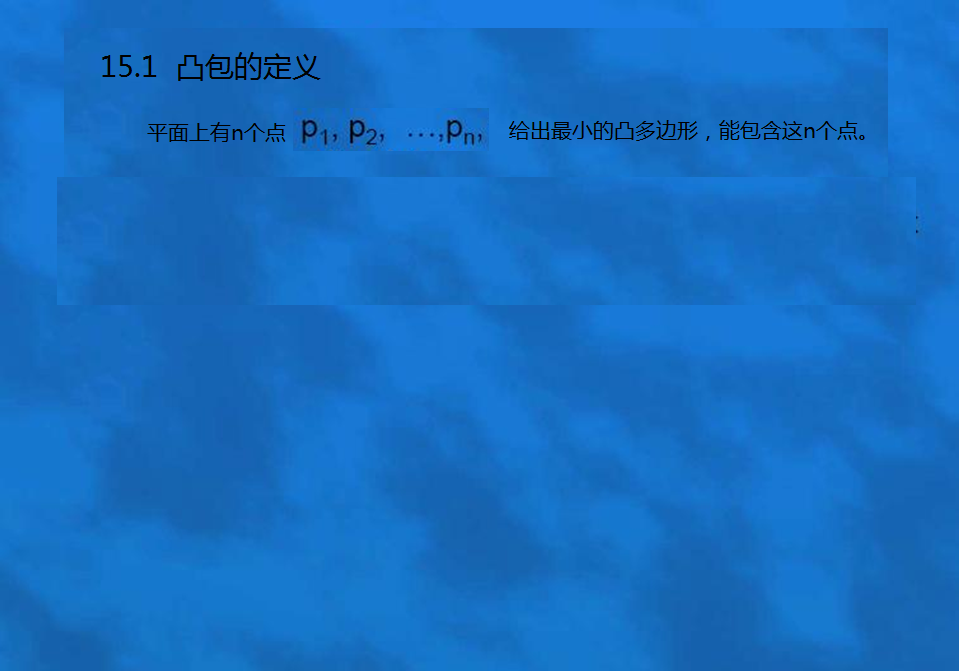 15.1 凸包的定义
平面上有n个点 p₁, p₂, …,pₙ, 给出最小的凸多边形，能包含这n个点。